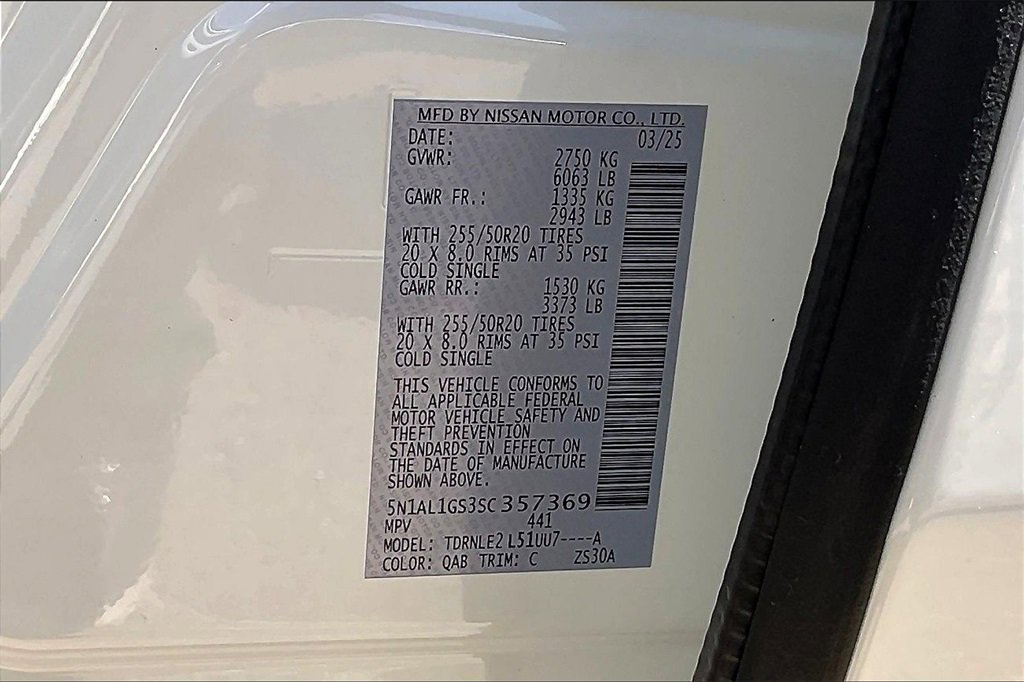 MFD BY NISSAN MOTOR CO., LTD.
DATE: 03/25
GVWR: 2750 KG
6063 LB
GAWR FR.: 1335 KG
2943 LB
WITH 255/50R20 TIRES
20 X 8.0 RIMS AT 35 PSI
COLD SINGLE
GAWR RR.: 1530 KG
3373 LB
WITH 255/50R20 TIRES
20 X 8.0 RIMS AT 35 PSI
COLD SINGLE
THIS VEHICLE CONFORMS TO
ALL APPLICABLE FEDERAL
MOTOR VEHICLE SAFETY AND
THEFT PREVENTION
STANDARDS IN EFFECT ON
THE DATE OF MANUFACTURE
SHOWN ABOVE.
5N1AL1GS3SC357369
MPV 441
MODEL: TDRNLE2 L51UU7----A
COLOR: QAB TRIM: C ZS30A